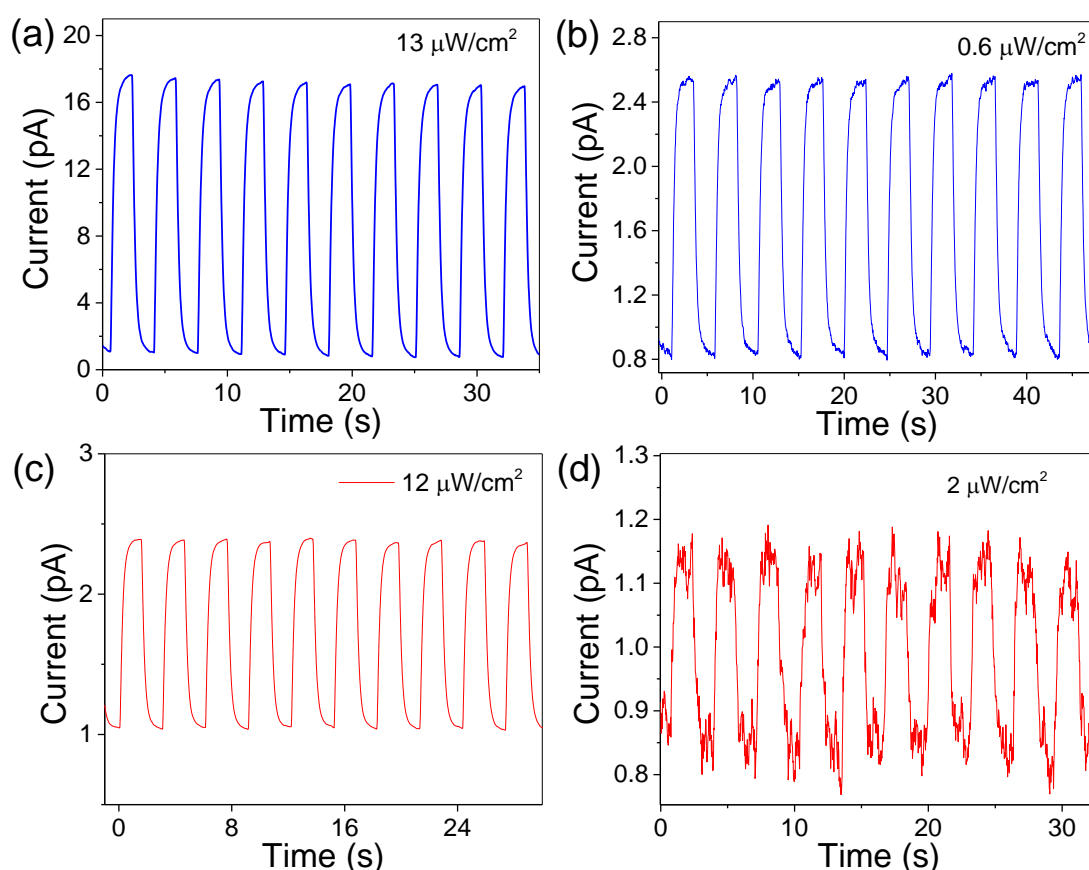 (a)
13 μW/cm²
Current (pA)
20
16
12
8
4
0
0 10 20 30
Time (s)
(b)
0.6 μW/cm²
Current (pA)
2.8
2.4
2.0
1.6
1.2
0.8
0 10 20 30 40
Time (s)
(c)
12 μW/cm²
Current (pA)
3
2
1
0 8 16 24
Time (s)
(d)
2 μW/cm²
Current (pA)
1.3
1.2
1.1
1.0
0.9
0.8
0 10 20 30
Time (s)